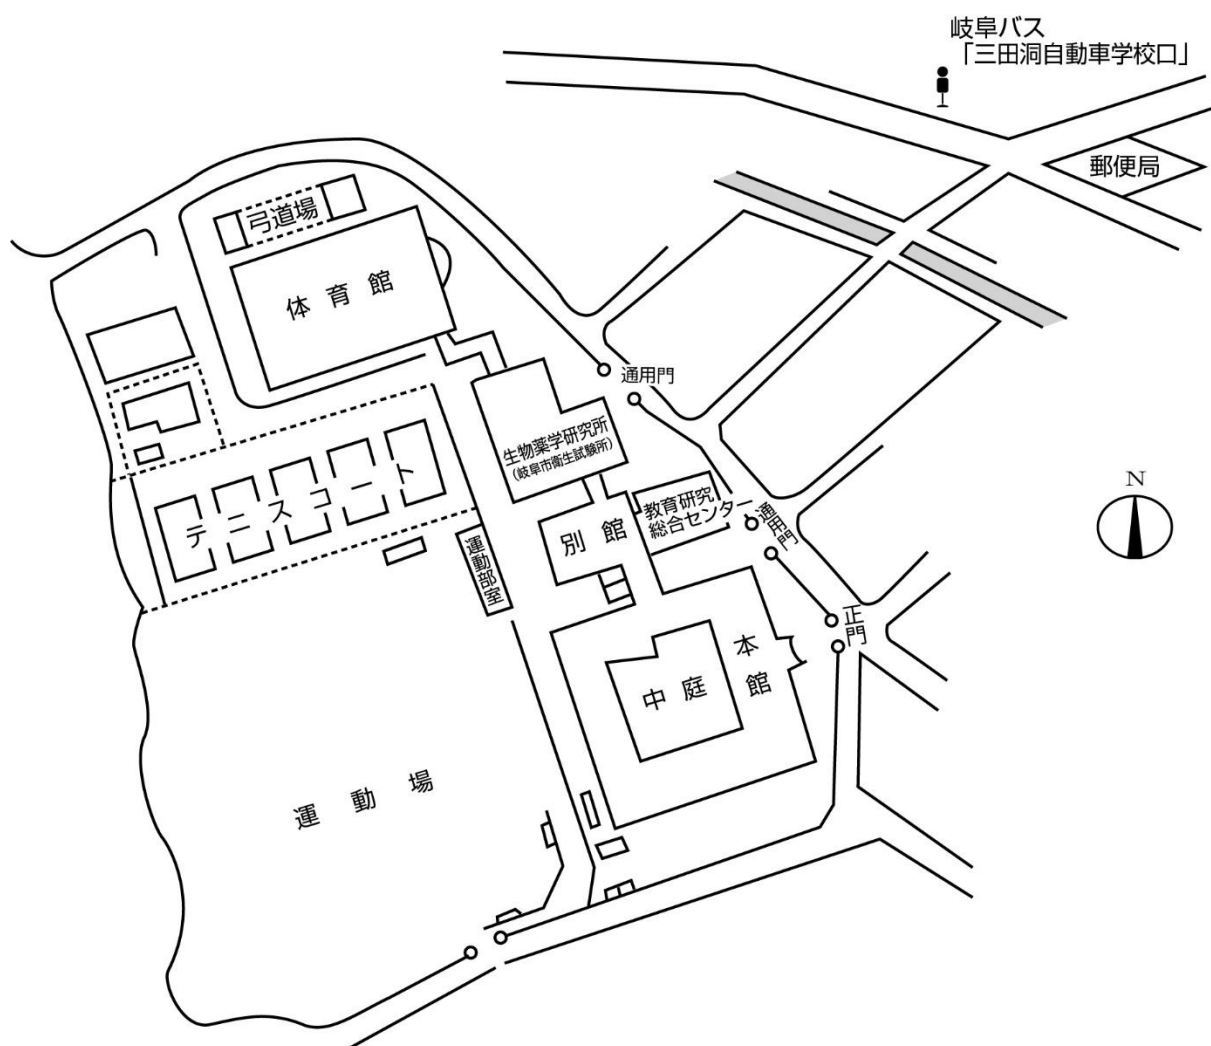 岐阜バス
「三田洞自動車学校口」
郵便局
弓道場
体育館
通用門
生物薬学研究所
（岐阜市衛生試験所）
テニスコート
教育研究
総合センター
通用門
別館
運動部室
N
正門
本館
中庭
運動場